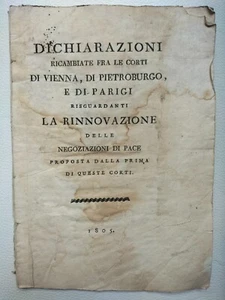 DICHIARAZIONI
RICAMBIATE FRA LE CORTI
DI VIENNA, DI PIETROBURGO,
E DI PARIGI
RISGUARDANTI
LA RINNOVAZIONE
DELLE
NEGOZIAZIONI DI PACE
PROPOSTA DALLA PRIMA
DI QUESTE CORTI.
1805.